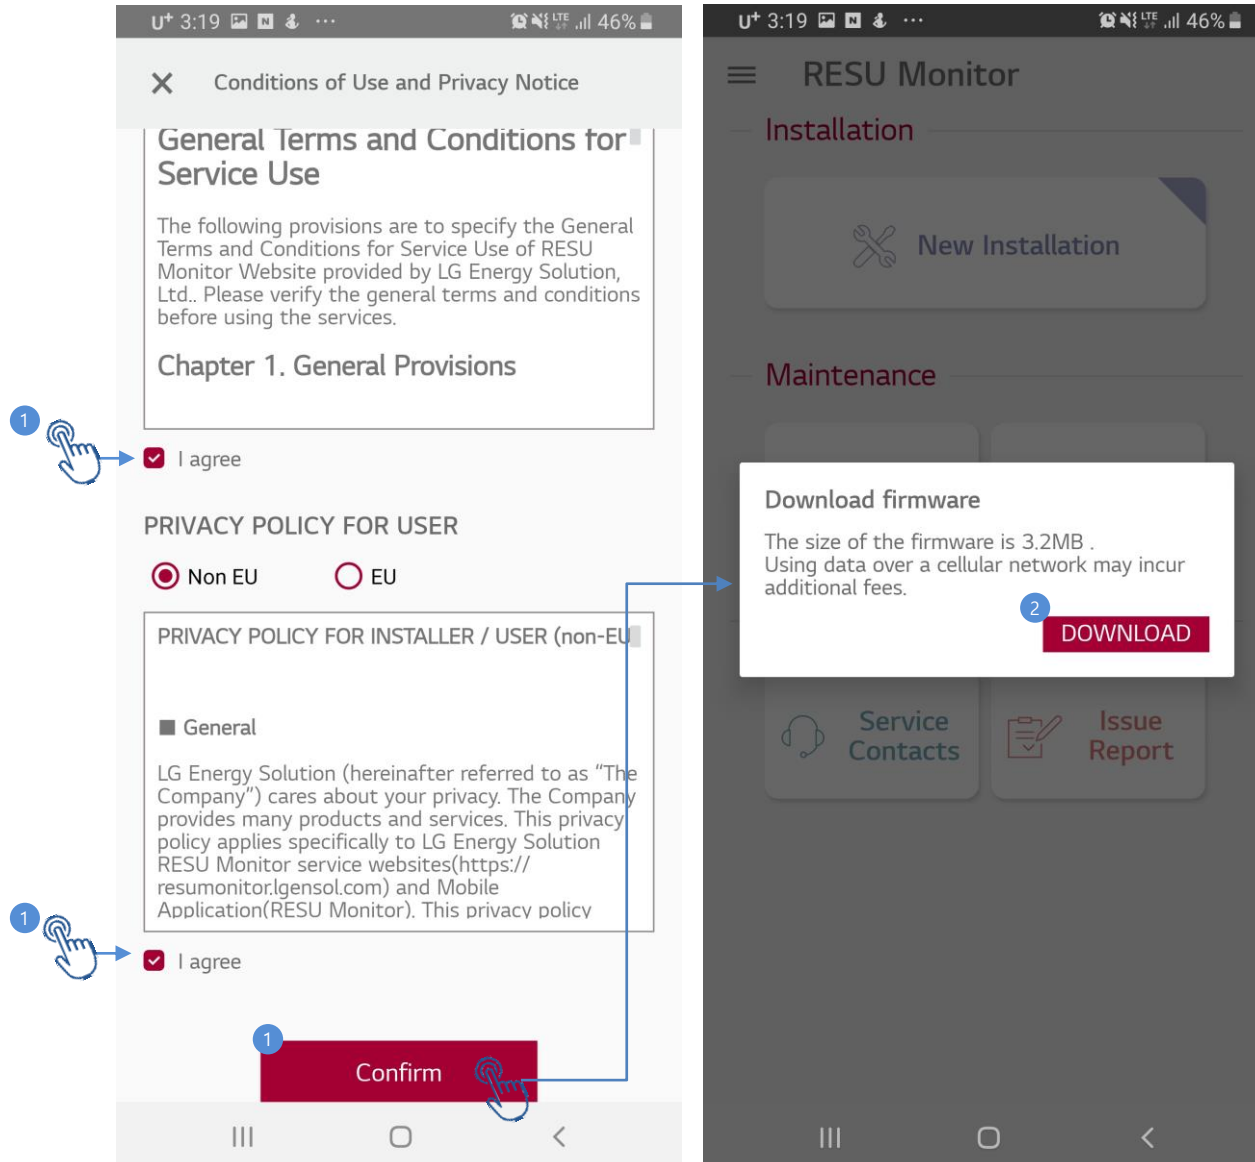 U+ 3:19 N ... LTE 46%
Conditions of Use and Privacy Notice
General Terms and Conditions for
Service Use
The following provisions are to specify the General
Terms and Conditions for Service Use of RESU
Monitor Website provided by LG Energy Solution,
Ltd.. Please verify the general terms and conditions
before using the services.
Chapter 1. General Provisions
1
I agree
PRIVACY POLICY FOR USER
Non EU
EU
PRIVACY POLICY FOR INSTALLER / USER (non-EU
■ General
LG Energy Solution (hereinafter referred to as “The
Company”) cares about your privacy. The Company
provides many products and services. This privacy
policy applies specifically to LG Energy Solution
RESU Monitor service websites(https://
resumonitor.lgensol.com) and Mobile
Application(RESU Monitor). This privacy policy
1
I agree
1
Confirm
U+ 3:19 N ... LTE 46%
RESU Monitor
Installation
New Installation
Maintenance
Download firmware
The size of the firmware is 3.2MB .
Using data over a cellular network may incur
additional fees.
2
DOWNLOAD
Service
Contacts
Issue
Report